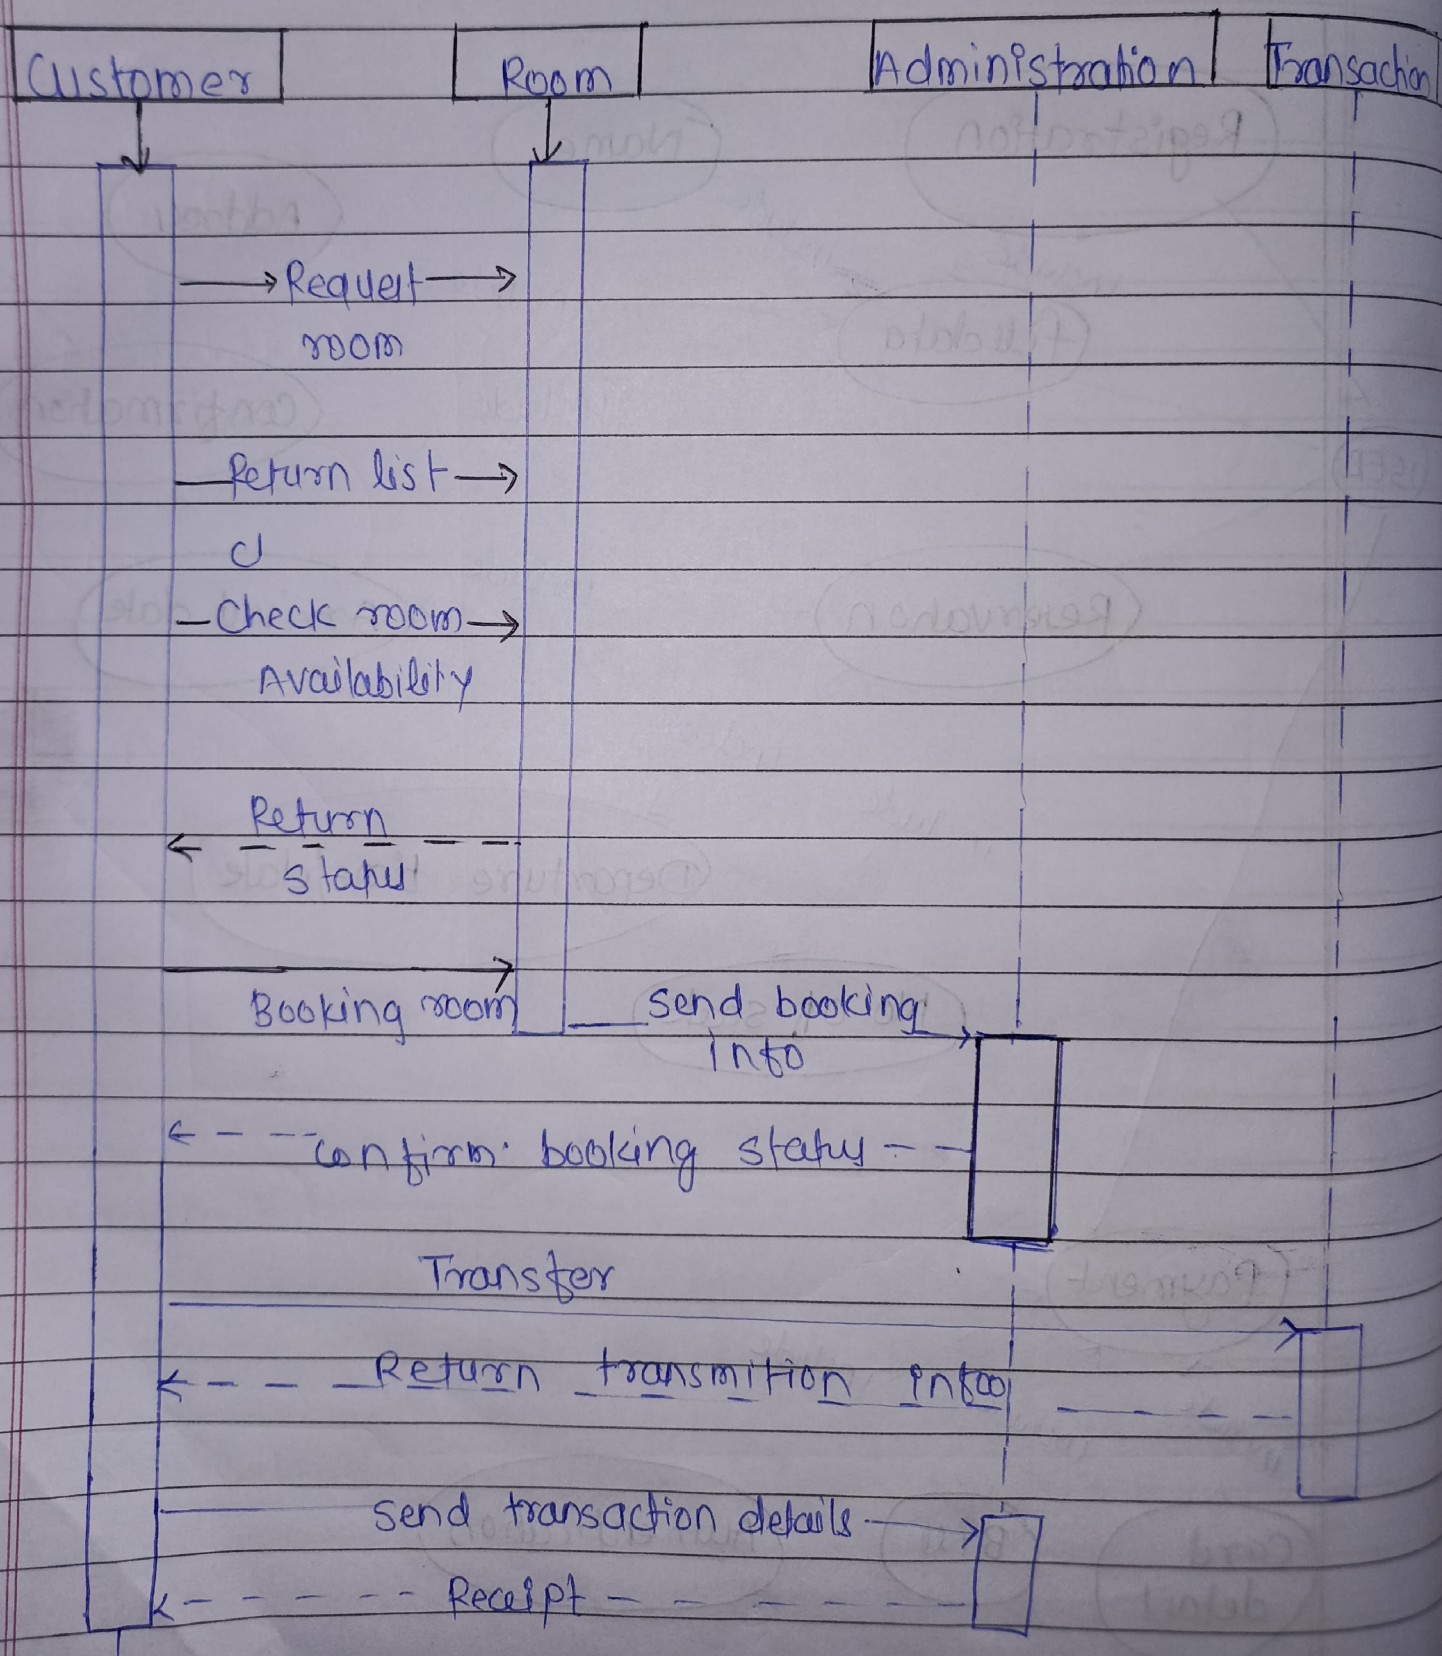 Customer Room Administration Transaction
Request
room
Return list
Check room
Availability
Return
status
Booking room
send booking
info
confirm booking status
Transfer
Return transmition info
send transaction details
Receipt